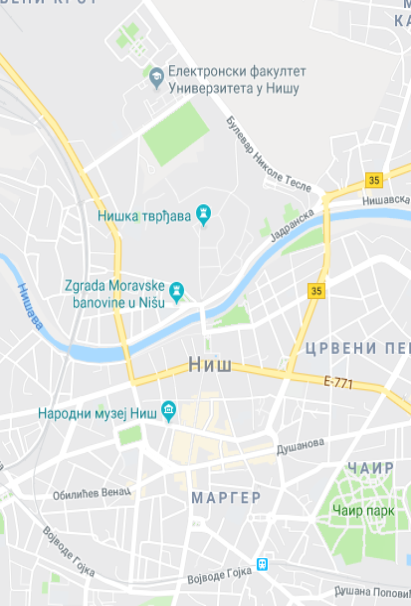 Електронски факултет
Универзитета у Нишу
Булевар Николе Тесле
35
Нишавска
Нишка тврђава
Јадранска
Нишава
Zgrada Moravske
banovine u Nišu
35
ЦРВЕНИ ПЕ
Ниш
E-771
Народни музеј Ниш
Душанова
ЧАИР
Обилићев Венац
МАРГЕР
Чаир парк
Војводе Гојка
Војводе Гојка
Душана Попови